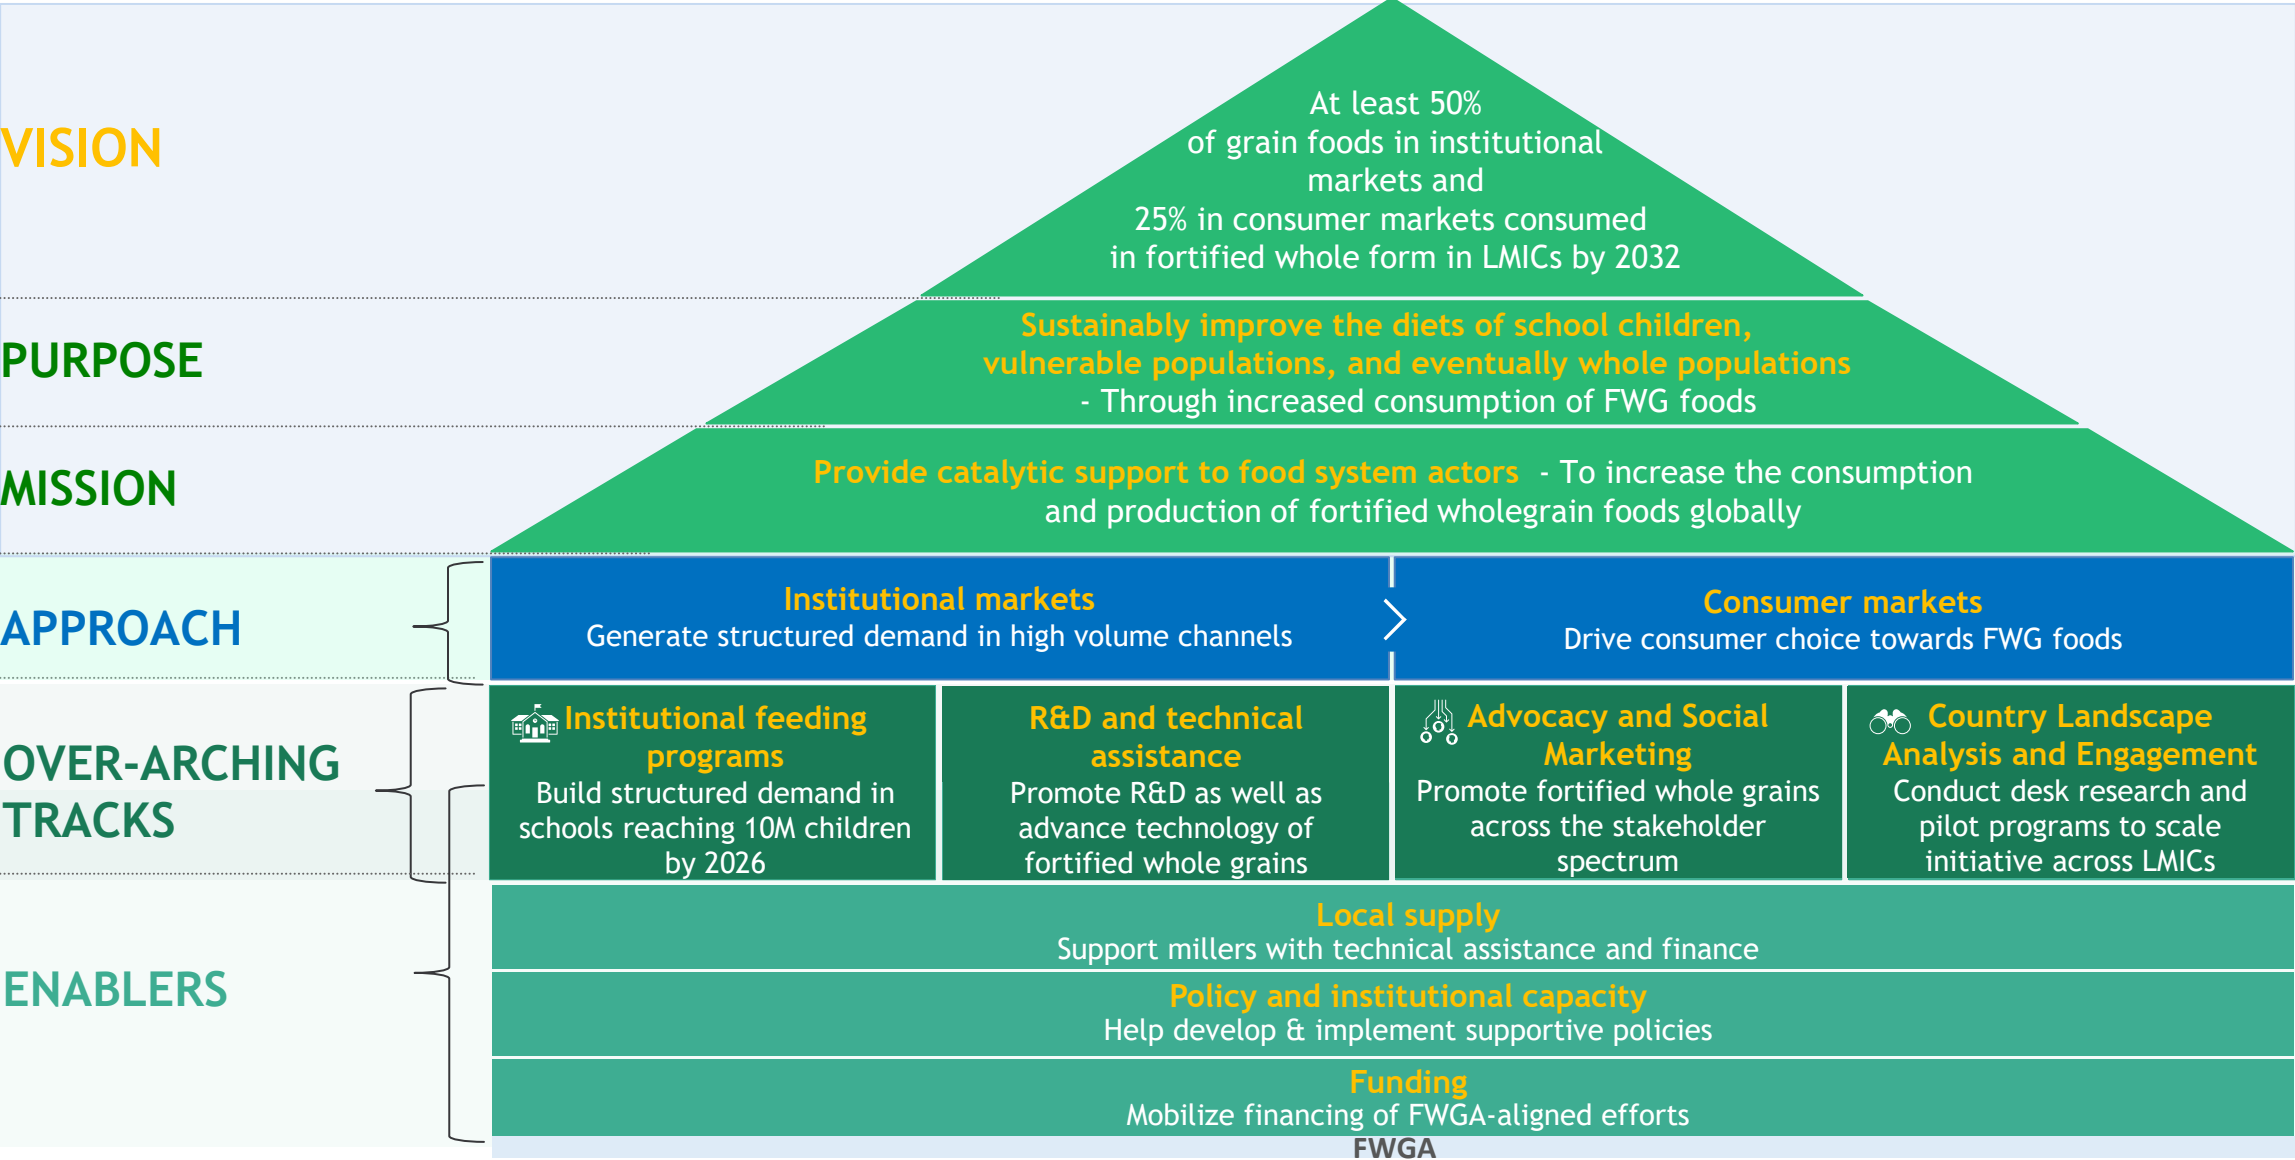 VISION
At least 50%
of grain foods in institutional
markets and
25% in consumer markets consumed
in fortified whole form in LMICs by 2032
PURPOSE
Sustainably improve the diets of school children,
vulnerable populations, and eventually whole populations
- Through increased consumption of FWG foods
MISSION
Provide catalytic support to food system actors - To increase the consumption
and production of fortified wholegrain foods globally
APPROACH
Institutional markets
Generate structured demand in high volume channels
Consumer markets
Drive consumer choice towards FWG foods
OVER-ARCHING
TRACKS
Institutional feeding
programs
Build structured demand in
schools reaching 10M children
by 2026
R&D and technical
assistance
Promote R&D as well as
advance technology of
fortified whole grains
Advocacy and Social
Marketing
Promote fortified whole grains
across the stakeholder
spectrum
Country Landscape
Analysis and Engagement
Conduct desk research and
pilot programs to scale
initiative across LMICs
ENABLERS
Local supply
Support millers with technical assistance and finance
Policy and institutional capacity
Help develop & implement supportive policies
Funding
Mobilize financing of FWGA-aligned efforts
FWGA